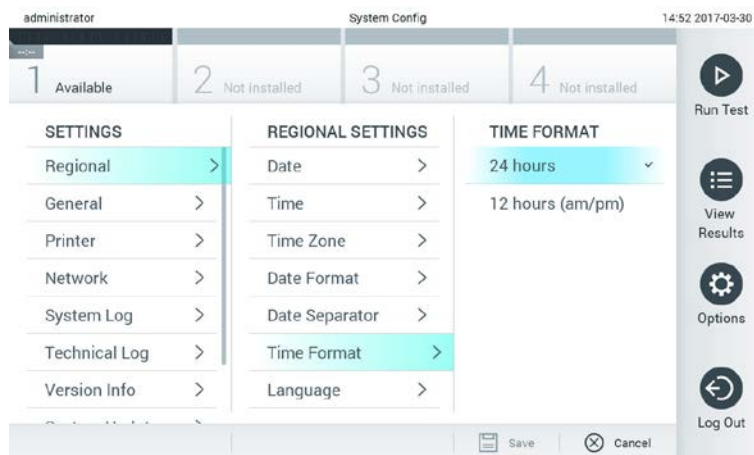 administrator
System Config
14:52 2017-03-30
--:--
1 Available
2 Not installed
3 Not installed
4 Not installed
Run Test
View
Results
Options
Log Out
SETTINGS
Regional
General
Printer
Network
System Log
Technical Log
Version Info
REGIONAL SETTINGS
Date
Time
Time Zone
Date Format
Date Separator
Time Format
Language
TIME FORMAT
24 hours
12 hours (am/pm)
Save
Cancel